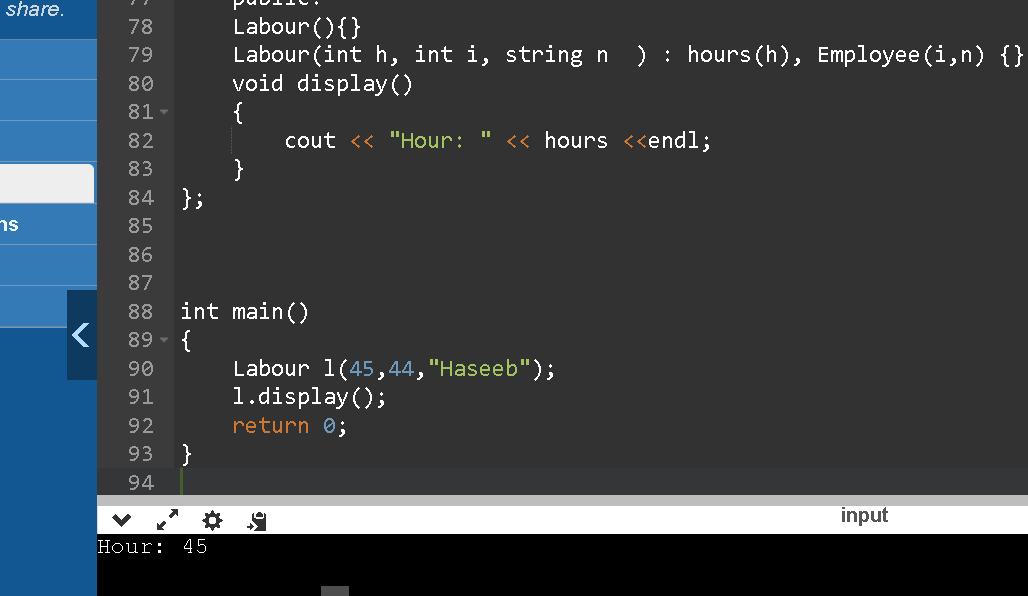 share.
77 public:
78 Labour(){}
79 Labour(int h, int i, string n  ) : hours(h), Employee(i,n) {}
80 void display()
81 {
82 cout << "Hour: " << hours <<endl;
83 }
84 };
85
86
87
ns
88 int main()
89 {
90 Labour l(45,44,"Haseeb");
91 l.display();
92 return 0;
93 }
94
input
Hour: 45